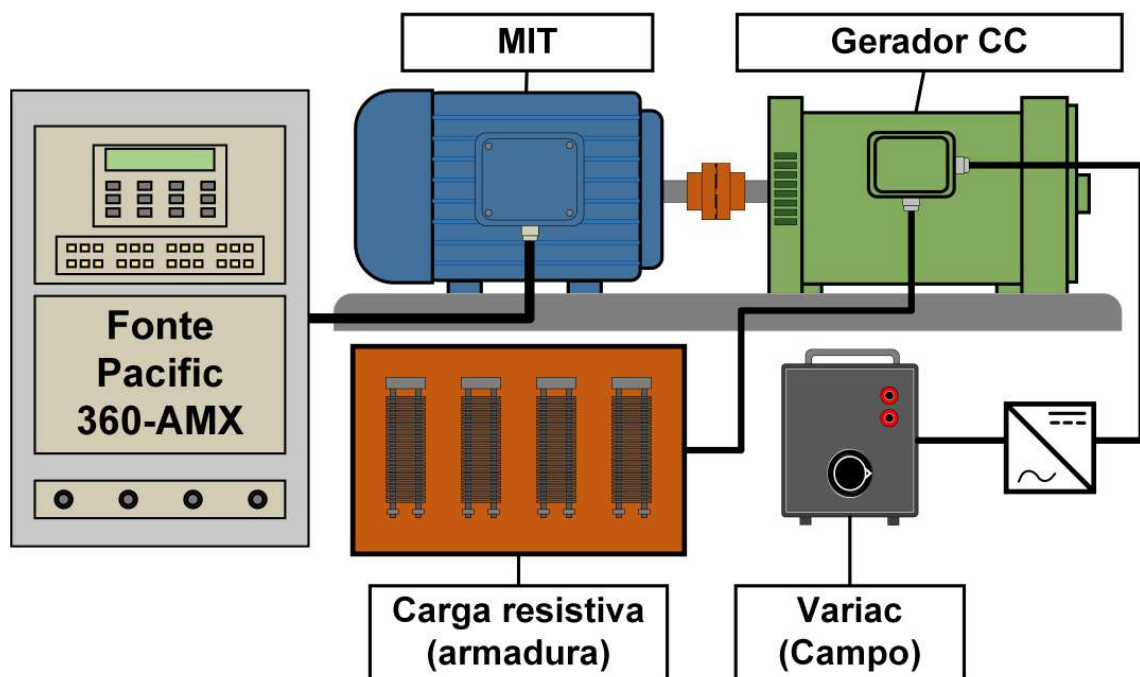 MIT
Gerador CC
Fonte
Pacific
360-AMX
Carga resistiva
(armadura)
Variac
(Campo)